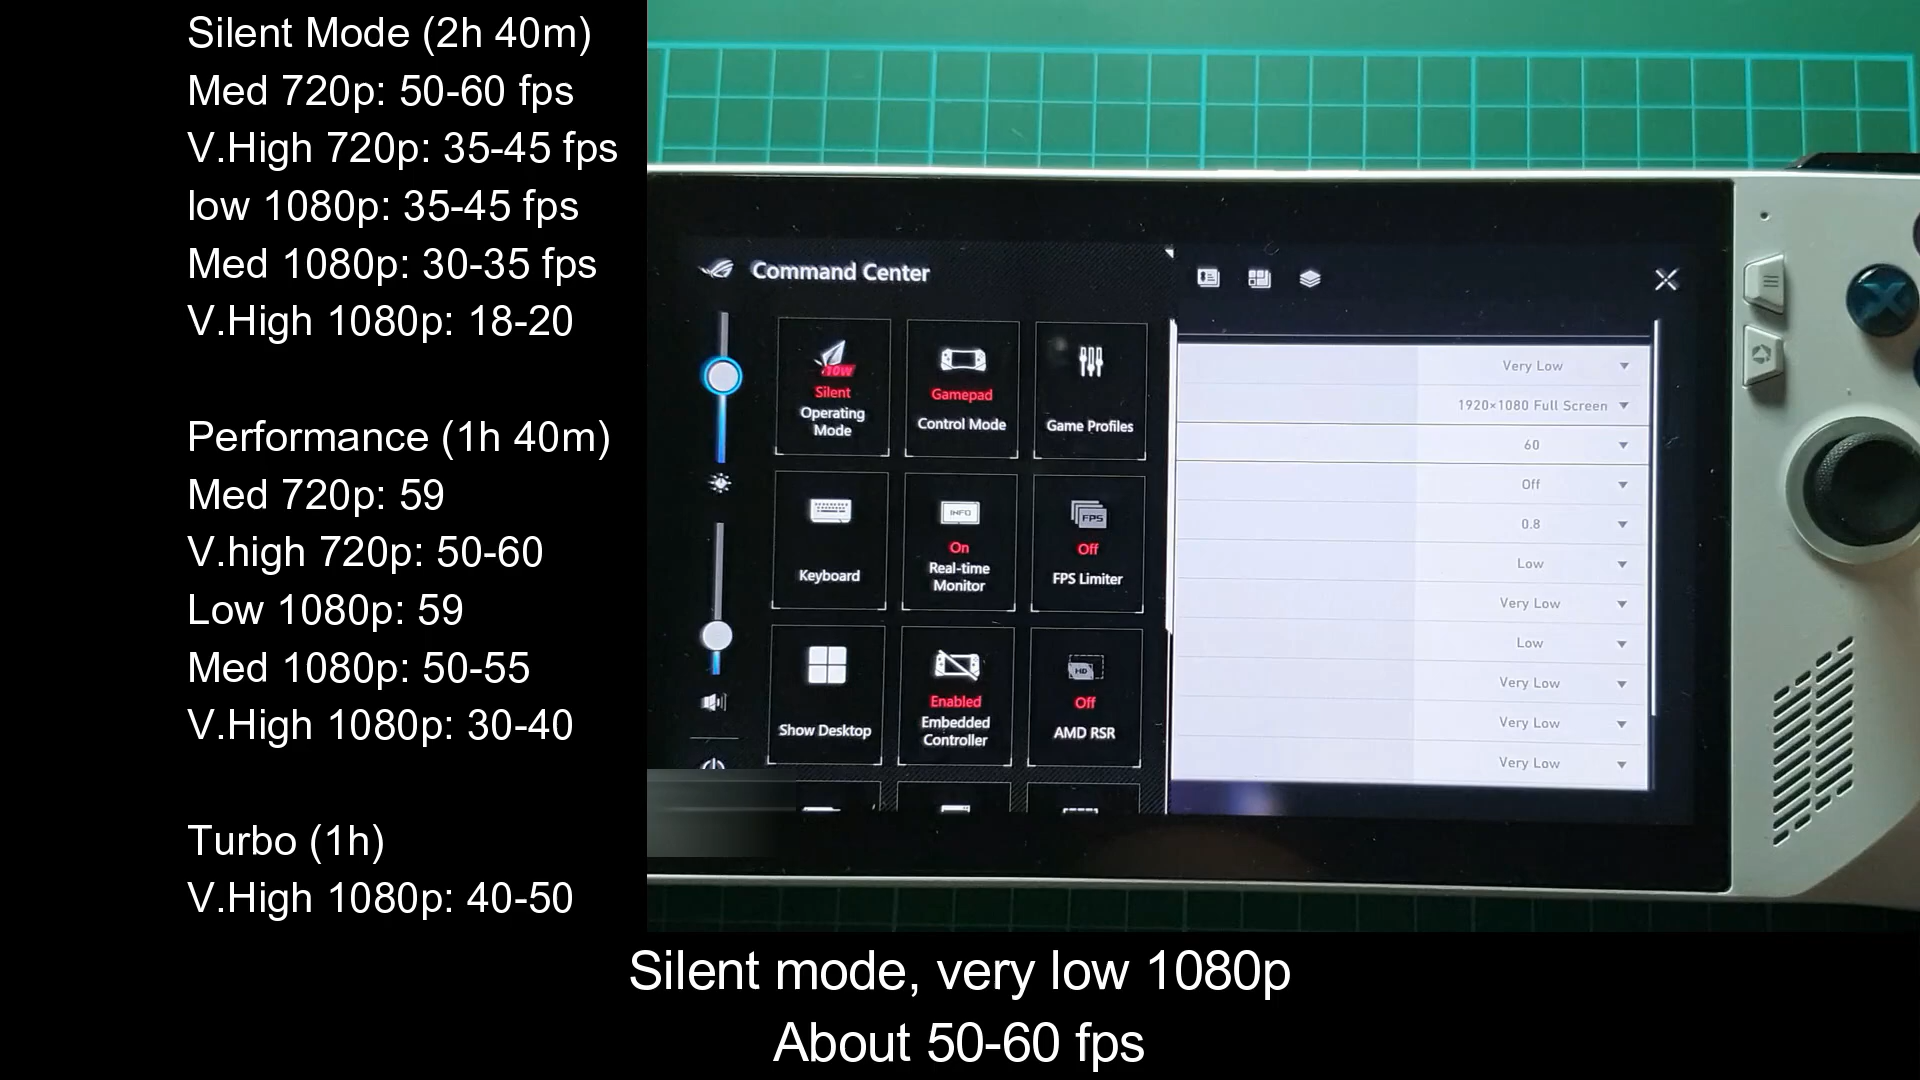 Silent Mode (2h 40m)
Med 720p: 50-60 fps
V.High 720p: 35-45 fps
low 1080p: 35-45 fps
Med 1080p: 30-35 fps
V.High 1080p: 18-20
Performance (1h 40m)
Med 720p: 59
V.high 720p: 50-60
Low 1080p: 59
Med 1080p: 50-55
V.High 1080p: 30-40
Turbo (1h)
V.High 1080p: 40-50
Command Center
10W
Silent
Operating
Mode
Gamepad
Control Mode
Game Profiles
Keyboard
INFO
On
Real-time
Monitor
FPS
Off
FPS Limiter
Show Desktop
Enabled
Embedded
Controller
HD
Off
AMD RSR
Very Low
1920×1080 Full Screen
60
Off
0.8
Low
Very Low
Low
Very Low
Very Low
Very Low
X
Silent mode, very low 1080p
About 50-60 fps